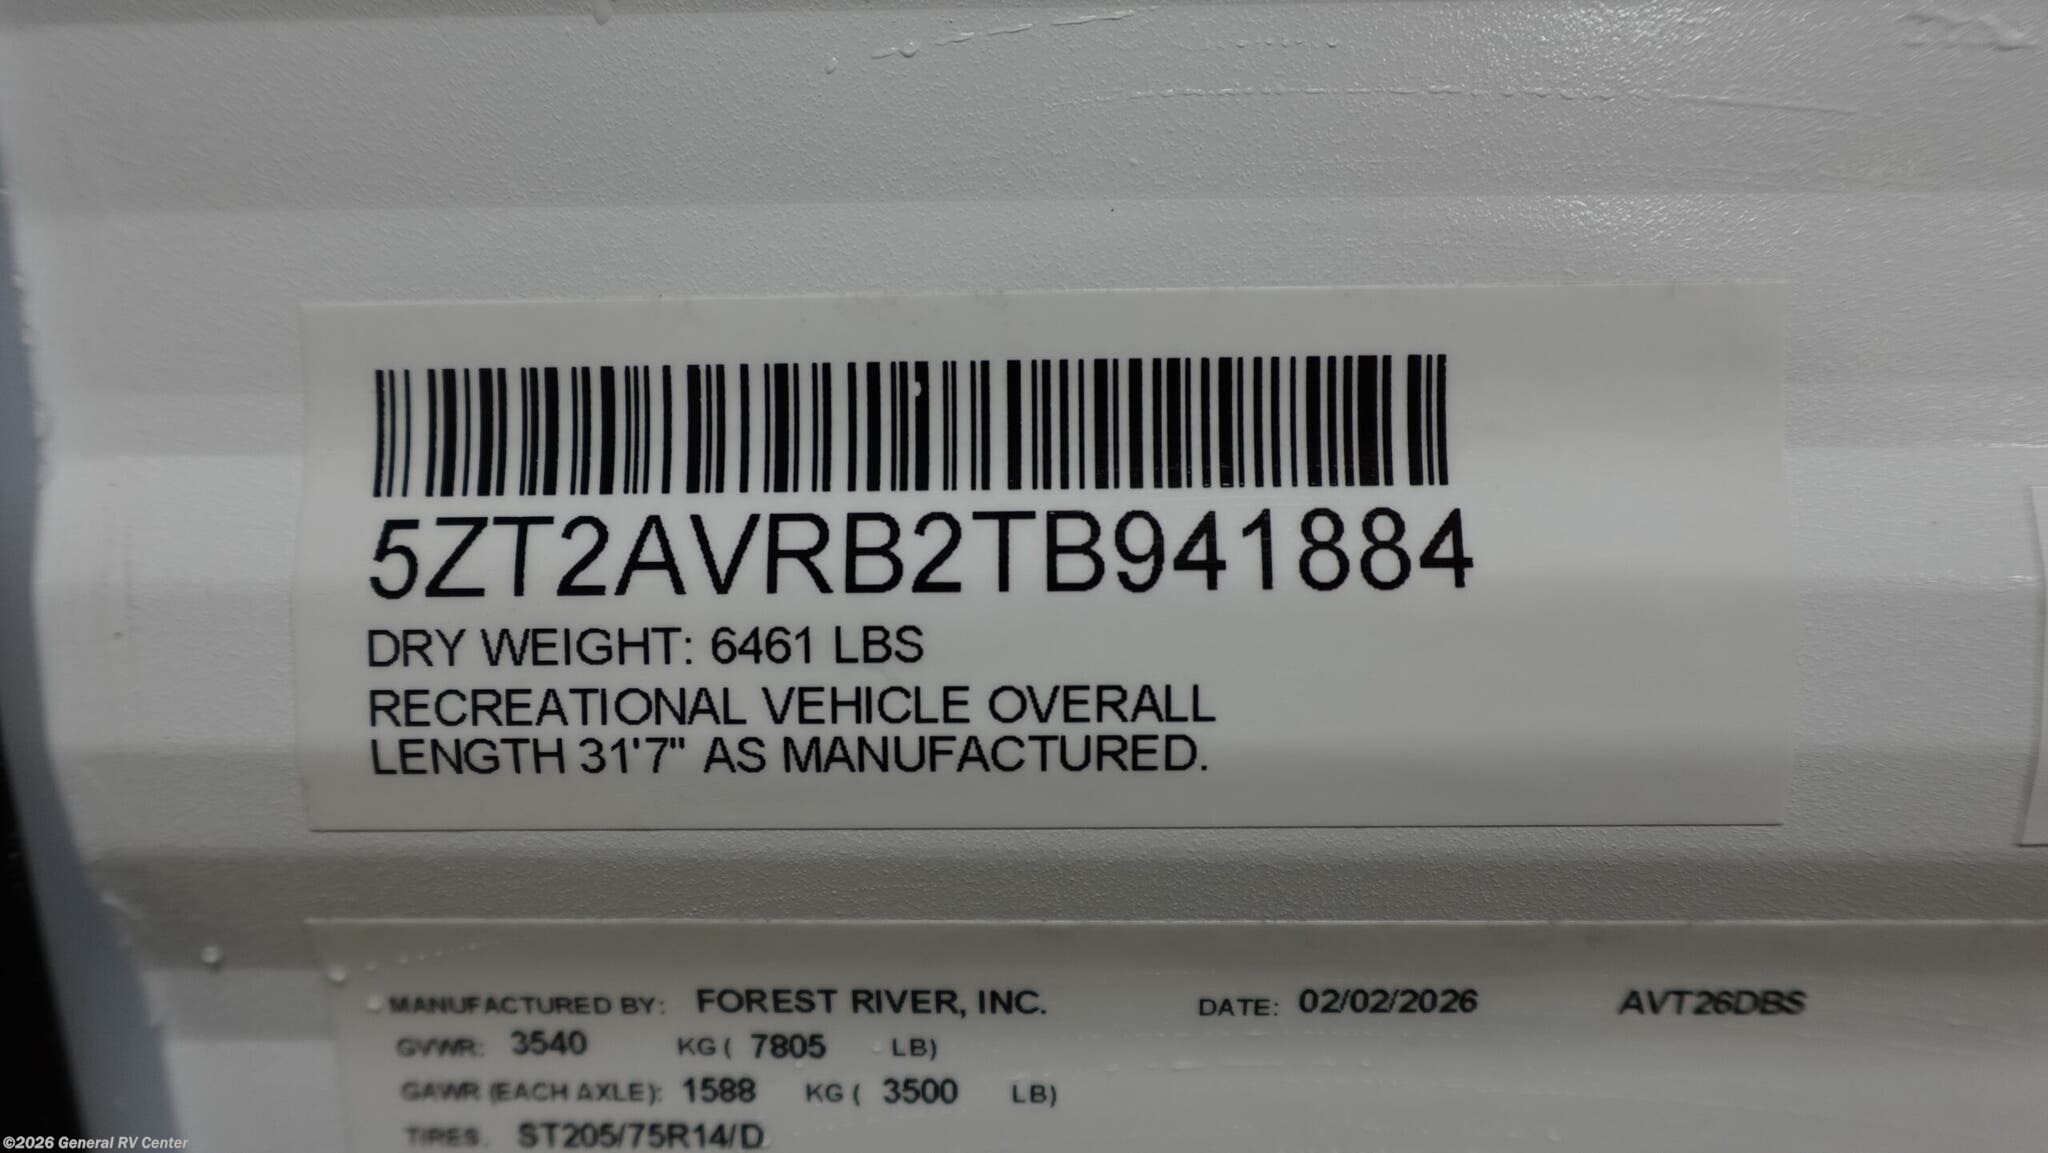 5ZT2AVRB2TB941884
DRY WEIGHT: 6461 LBS
RECREATIONAL VEHICLE OVERALL
LENGTH 31'7" AS MANUFACTURED.
MANUFACTURED BY: FOREST RIVER, INC. DATE: 02/02/2026 AVT26DBS
GVWR: 3540 KG ( 7805 LB)
GAWR (EACH AXLE): 1588 KG ( 3500 LB)
TIRES. ST205/75R14/D
©2026 General RV Center